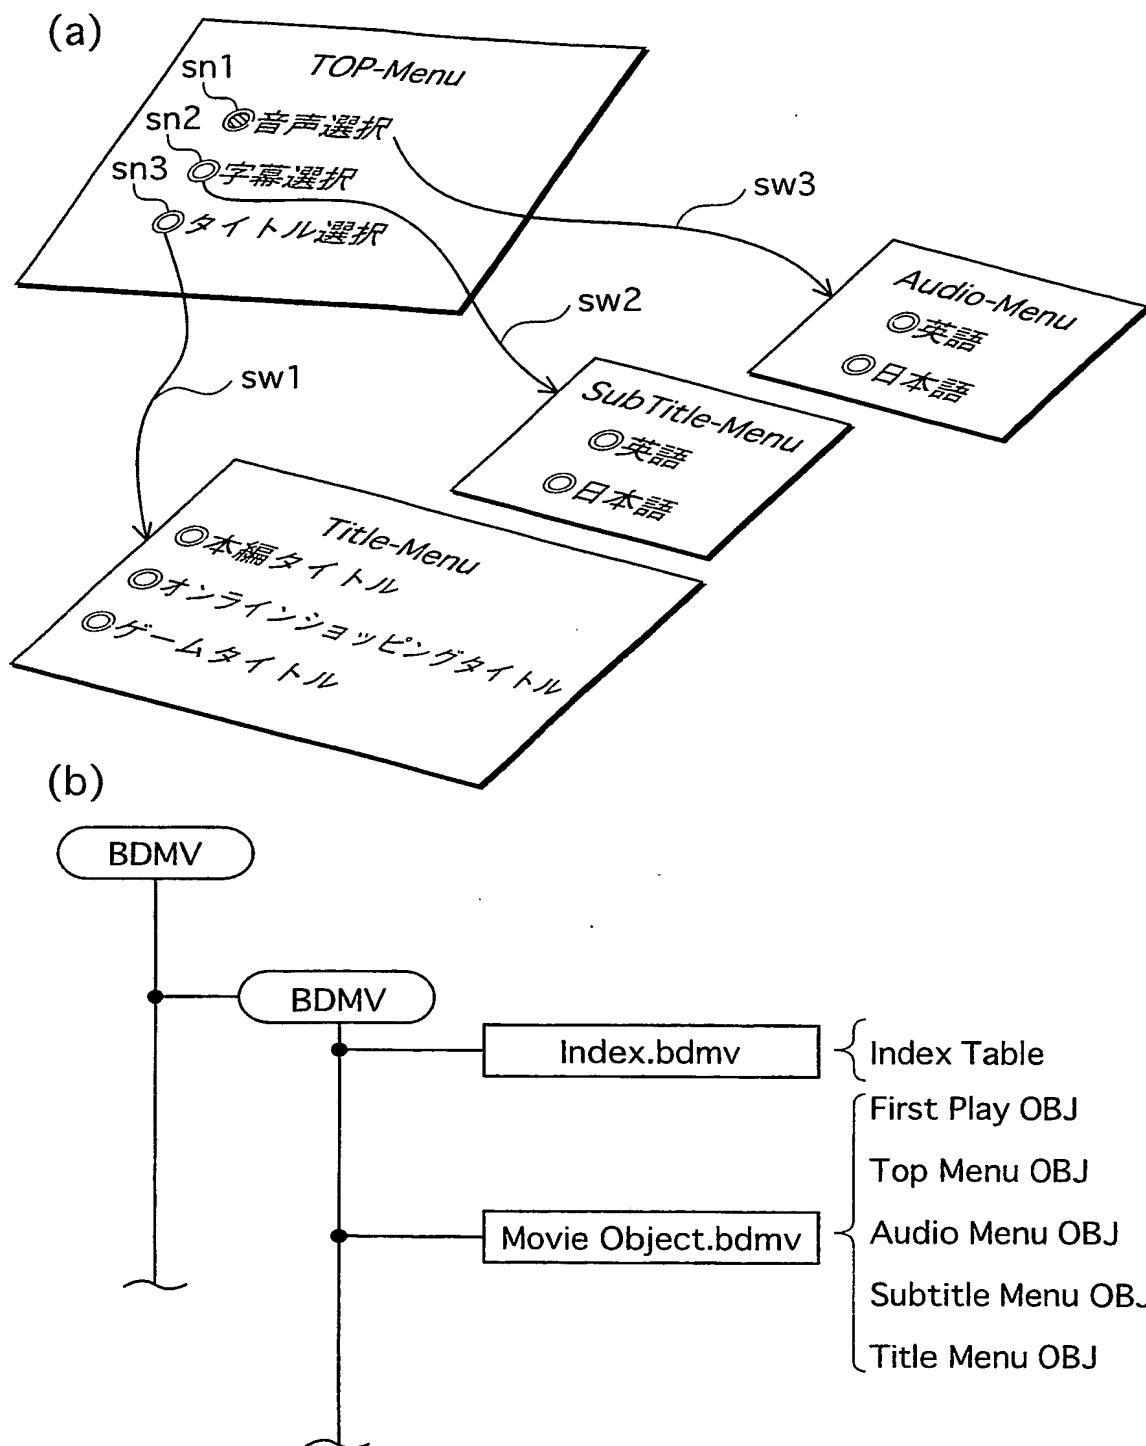 (a)
TOP-Menu
sn1
音声選択
sn2
字幕選択
sn3
タイトル選択
sw3
sw2
sw1
Audio-Menu
英語
日本語
SubTitle-Menu
英語
日本語
Title-Menu
本編タイトル
オンラインショッピングタイトル
ゲームタイトル
(b)
BDMV
BDMV
Index.bdmv
Index Table
Movie Object.bdmv
First Play OBJ
Top Menu OBJ
Audio Menu OBJ
Subtitle Menu OBJ
Title Menu OBJ